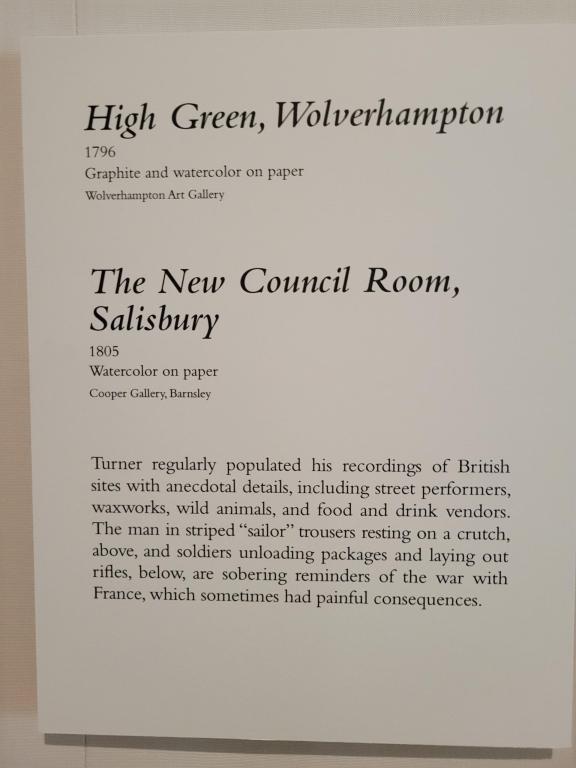 High Green, Wolverhampton
1796
Graphite and watercolor on paper
Wolverhampton Art Gallery
The New Council Room,
Salisbury
1805
Watercolor on paper
Cooper Gallery, Barnsley
Turner regularly populated his recordings of British
sites with anecdotal details, including street performers,
waxworks, wild animals, and food and drink vendors.
The man in striped “sailor” trousers resting on a crutch,
above, and soldiers unloading packages and laying out
rifles, below, are sobering reminders of the war with
France, which sometimes had painful consequences.